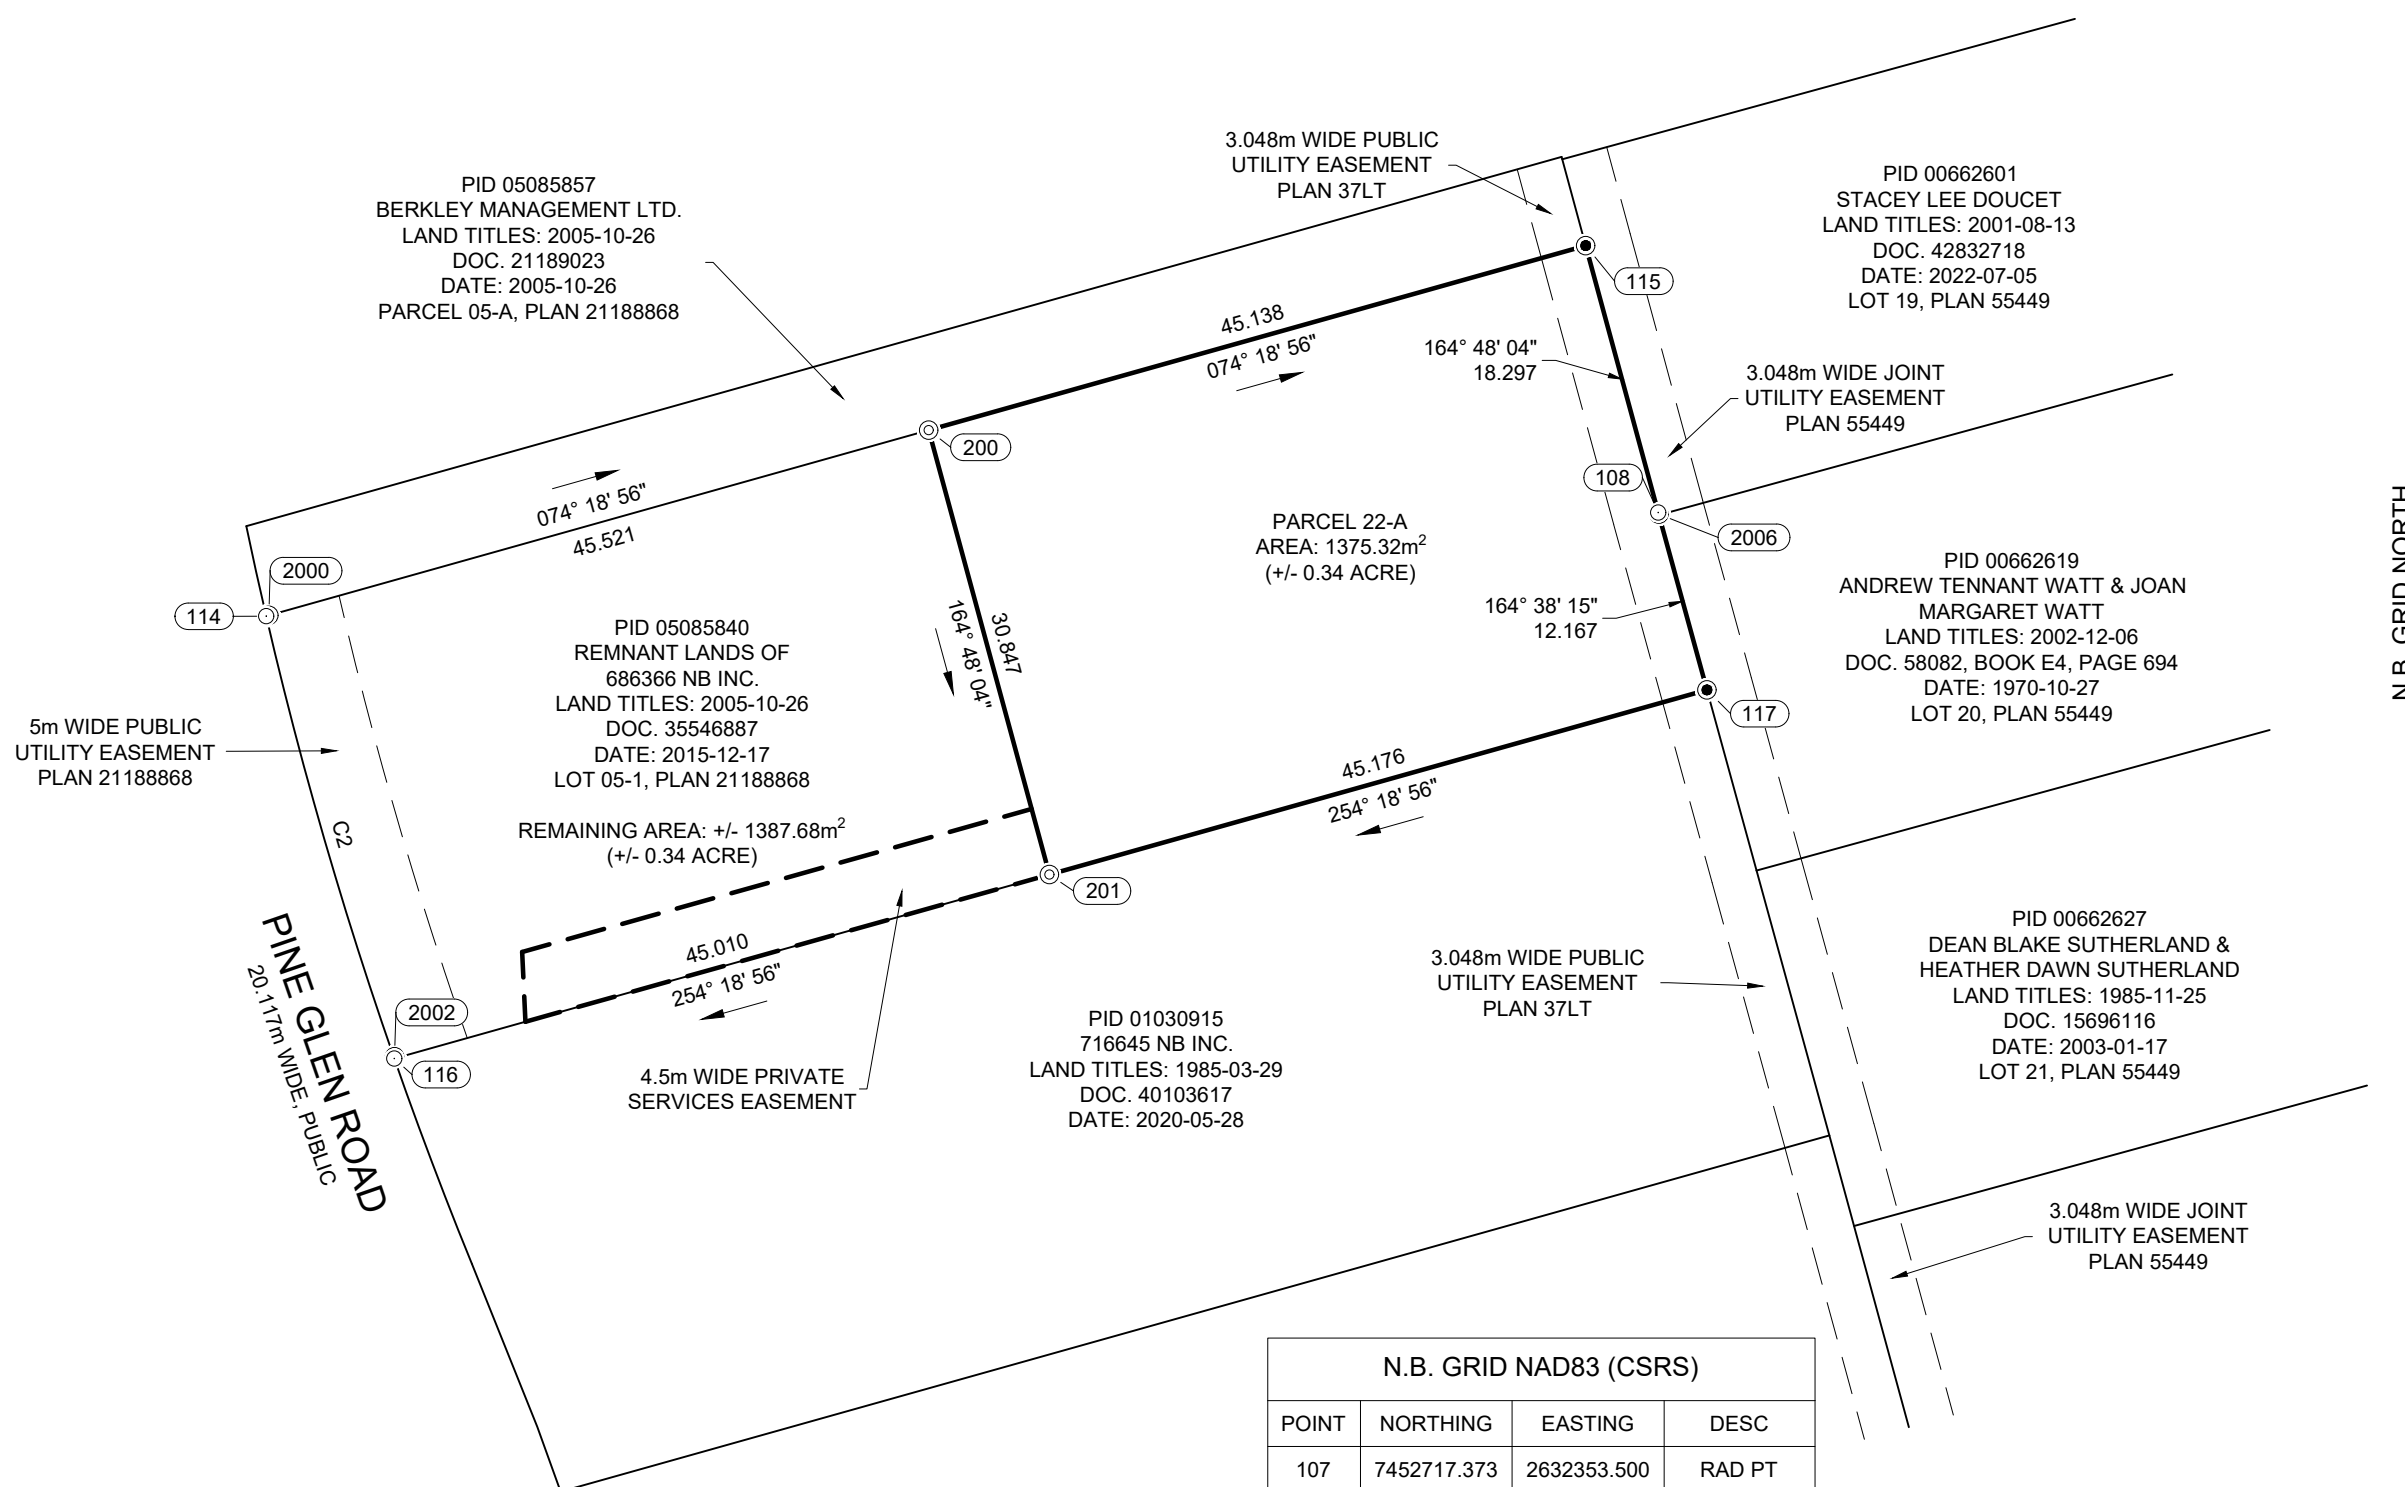 3.048m WIDE PUBLIC
UTILITY EASEMENT
PLAN 37LT
PID 05085857
BERKLEY MANAGEMENT LTD.
LAND TITLES: 2005-10-26
DOC. 21189023
DATE: 2005-10-26
PARCEL 05-A, PLAN 21188868
PID 00662601
STACEY LEE DOUCET
LAND TITLES: 2001-08-13
DOC. 42832718
DATE: 2022-07-05
LOT 19, PLAN 55449
115
45.138
074° 18' 56"
164° 48' 04"
18.297
3.048m WIDE JOINT
UTILITY EASEMENT
PLAN 55449
200
108
2006
074° 18' 56"
45.521
2000
114
PARCEL 22-A
AREA: 1375.32m²
(+/- 0.34 ACRE)
N.B. GRID NORTH
PID 00662619
ANDREW TENNANT WATT & JOAN
MARGARET WATT
LAND TITLES: 2002-12-06
DOC. 58082, BOOK E4, PAGE 694
DATE: 1970-10-27
LOT 20, PLAN 55449
164° 38' 15"
12.167
30.847
164° 48' 04"
PID 05085840
REMNANT LANDS OF
686366 NB INC.
LAND TITLES: 2005-10-26
DOC. 35546887
DATE: 2015-12-17
LOT 05-1, PLAN 21188868
REMAINING AREA: +/- 1387.68m²
(+/- 0.34 ACRE)
5m WIDE PUBLIC
UTILITY EASEMENT
PLAN 21188868
117
45.176
254° 18' 56"
C2
201
45.010
254° 18' 56"
PINE GLEN ROAD
20.117m WIDE, PUBLIC
2002
116
4.5m WIDE PRIVATE
SERVICES EASEMENT
PID 01030915
716645 NB INC.
LAND TITLES: 1985-03-29
DOC. 40103617
DATE: 2020-05-28
3.048m WIDE PUBLIC
UTILITY EASEMENT
PLAN 37LT
PID 00662627
DEAN BLAKE SUTHERLAND &
HEATHER DAWN SUTHERLAND
LAND TITLES: 1985-11-25
DOC. 15696116
DATE: 2003-01-17
LOT 21, PLAN 55449
3.048m WIDE JOINT
UTILITY EASEMENT
PLAN 55449
N.B. GRID NAD83 (CSRS)
POINT NORTHING EASTING DESC
107 7452717.373 2632353.500 RAD PT